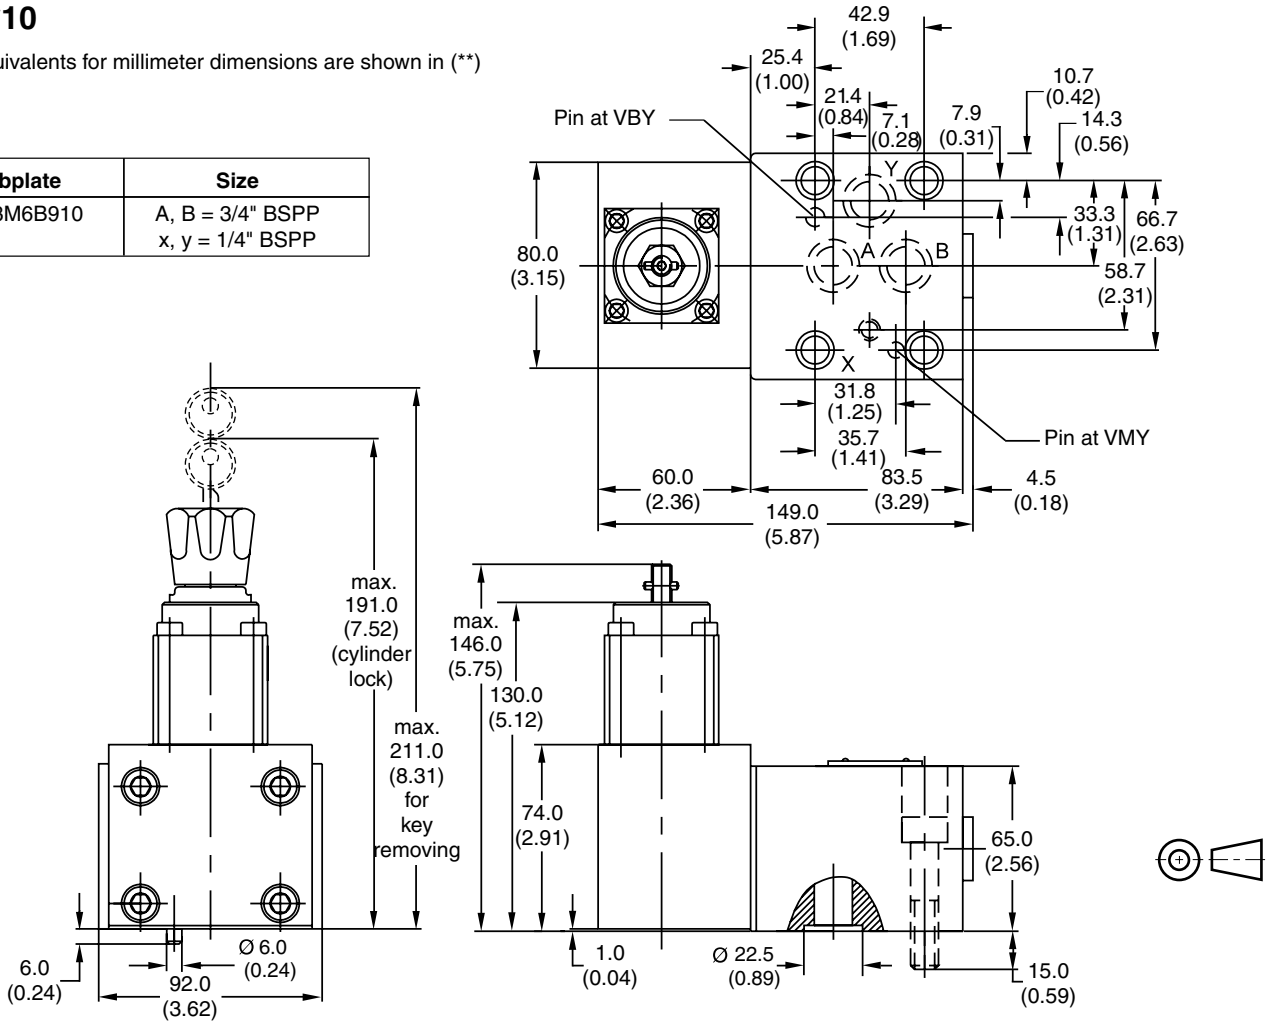 10
for millimeter dimensions are shown in (**)
Size
A, B = 3/4" BSPP
x, y = 1/4" BSPP
42.9
(1.69)
25.4
(1.00)
21.4
(0.84)
7.1
(0.28)
7.9
(0.31)
10.7
(0.42)
14.3
(0.56)
Pin at VBY
Y
A
B
X
80.0
(3.15)
33.3
(1.31)
66.7
(2.63)
58.7
(2.31)
31.8
(1.25)
35.7
(1.41)
Pin at VMY
60.0
(2.36)
83.5
(3.29)
4.5
(0.18)
149.0
(5.87)
max.
191.0
(7.52)
(cylinder
lock)
max.
211.0
(8.31)
for
key
removing
6.0
(0.24)
Ø 6.0
(0.24)
92.0
(3.62)
max.
146.0
(5.75)
130.0
(5.12)
74.0
(2.91)
1.0
(0.04)
Ø 22.5
(0.89)
65.0
(2.56)
15.0
(0.59)